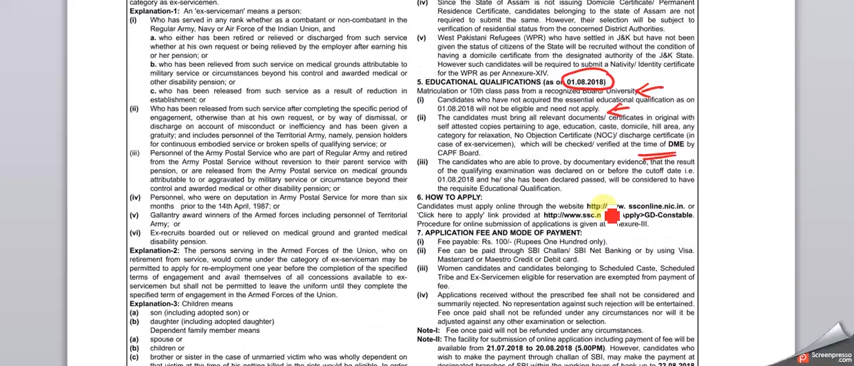 category as ex-serviceman.
Explanation-1: An 'ex-serviceman' means a person:
(i) Who has served in any rank whether as a combatant or non-combatant in the
Regular Army, Navy or Air Force of the Indian Union, and
a. who either has been retired or relieved or discharged from such service
whether at his own request or being relieved by the employer after earning his
or her pension; or
b. who has been relieved from such service on medical grounds attributable to
military service or circumstances beyond his control and awarded medical or
other disability pension; or
c. who has been released from such service as a result of reduction in
establishment; or
(ii) Who has been released from such service after completing the specific period of
engagement, otherwise than at his own request, or by way of dismissal, or
discharge on account of misconduct or inefficiency and has been given a
gratuity; and includes personnel of the Territorial Army, namely, pension holders
for continuous embodied service or broken spells of qualifying service; or
(iii) Personnel of the Army Postal Service who are part of Regular Army and retired
from the Army Postal Service without reversion to their parent service with
pension, or are released from the Army Postal service on medical grounds
attributable to or aggravated by military service or circumstance beyond their
control and awarded medical or other disability pension; or
(iv) Personnel, who were on deputation in Army Postal Service for more than six
months prior to the 14th April, 1987; or
(v) Gallantry award winners of the Armed forces including personnel of Territorial
Army; or
(vi) Ex-recruits boarded out or relieved on medical ground and granted medical
disability pension.
Explanation-2: The persons serving in the Armed Forces of the Union, who on
retirement from service, would come under the category of ex-serviceman may be
permitted to apply for re-employment one year before the completion of the specified
terms of engagement and avail themselves of all concessions available to ex-
servicemen but shall not be permitted to leave the uniform until they complete the
specified term of engagement in the Armed Forces of the Union.
Explanation-3: Children means
(a) son (including adopted son) or
(b) daughter (including adopted daughter)
Dependent family member means
(a) spouse or
(b) children or
(c) brother or sister in the case of unmarried victim who was wholly dependent on
(iv) Since the State of Assam is not issuing Domicile Certificate/ Permanent
Residence Certificate, candidates belonging to the state of Assam are not
required to submit the same. However, their selection will be subject to
verification of residential status from the concerned District Authorities.
(v) West Pakistani Refugees (WPR) who have settled in J&K but have not been
given the status of citizens of the State will be recruited without the condition of
having a domicile certificate from the designated authority of the J&K State.
However such candidates will be required to submit a Nativity/ Identity certificate
for the WPR as per Annexure-XIV.
5. EDUCATIONAL QUALIFICATIONS (as on 01.08.2018)
Matriculation or 10th class pass from a recognized Board/ University
(i) Candidates who have not acquired the essential educational qualification as on
01.08.2018 will not be eligible and need not apply.
(ii) The candidates must bring all relevant documents/ certificates in original with
self attested copies pertaining to age, education, caste, domicile, hill area, any
category for relaxation, No Objection Certificate (NOC)/ discharge certificate (in
case of ex-servicemen), which will be checked/ verified at the time of DME by
CAPF Board.
(iii) The candidates who are able to prove, by documentary evidence, that the result
of the qualifying examination was declared on or before the cutoff date i.e.
01.08.2018 and he/ she has been declared passed, will be considered to have
the requisite Educational Qualification.
6. HOW TO APPLY:
Candidates must apply online through the website http:// w. ssconline.nic.in. or
'Click here to apply' link provided at http://www.ssc.n pply>GD-Constable.
Procedure for online submission of applications is given at nexure-III.
7. APPLICATION FEE AND MODE OF PAYMENT:
(i) Fee payable: Rs. 100/- (Rupees One Hundred only).
(ii) Fee can be paid through SBI Challan/ SBI Net Banking or by using Visa,
Mastercard or Maestro Credit or Debit card.
(iii) Women candidates and candidates belonging to Scheduled Caste, Scheduled
Tribe and Ex-Servicemen eligible for reservation are exempted from payment of
fee.
(iv) Applications received without the prescribed fee shall not be considered and
summarily rejected. No representation against such rejection will be entertained.
Fee once paid shall not be refunded under any circumstances nor will it be
adjusted against any other examination or selection.
Note-I: Fee once paid will not be refunded under any circumstances.
Note-II: The facility for submission of online application including payment of fee will be
available from 21.07.2018 to 20.08.2018 (5.00PM). However, candidates who
wish to make the payment through challan of SBI, may make the payment at
Screenpresso